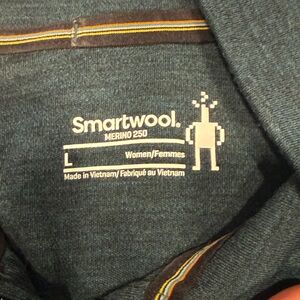 Smartwool.
MERINO 250
L
Women/Femmes
Made in Vietnam/Fabriqué au Vietnam